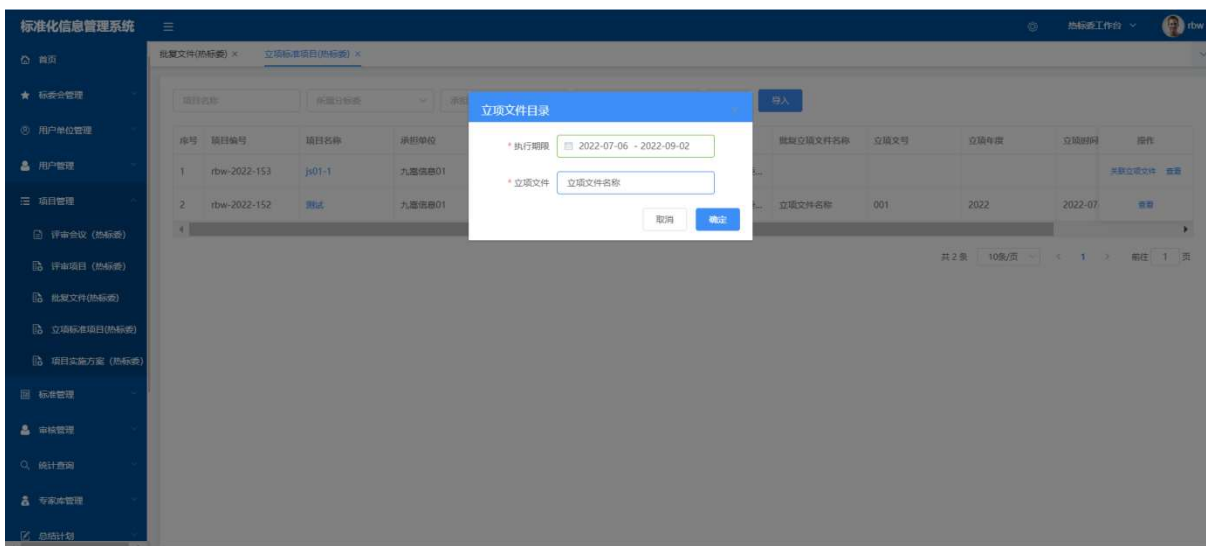 标准化信息管理系统
热标委工作台
rbw
首页
批复文件(热标委) ×
立项标准项目(热标委) ×
标委会管理
用户单位管理
用户管理
项目管理
评审会议（热标委）
评审项目（热标委）
批复文件(热标委)
立项标准项目(热标委)
项目实施方案（热标委）
标准管理
审核管理
统计查询
专家库管理
总结计划
项目名称
所属分标委
导入
序号 项目编号 项目名称 承担单位 批复立项文件名称 立项文号 立项年度 立项时间 操作
1 rbw-2022-153 js01-1 九鹿信息01 关联立项文件 查看
2 rbw-2022-152 测试 九鹿信息01 立项文件名称 001 2022 2022-07 查看
共 2 条 10条/页 < 1 > 前往 1 页
立项文件目录
* 执行期限 2022-07-06 - 2022-09-02
* 立项文件 立项文件名称
取消 确定